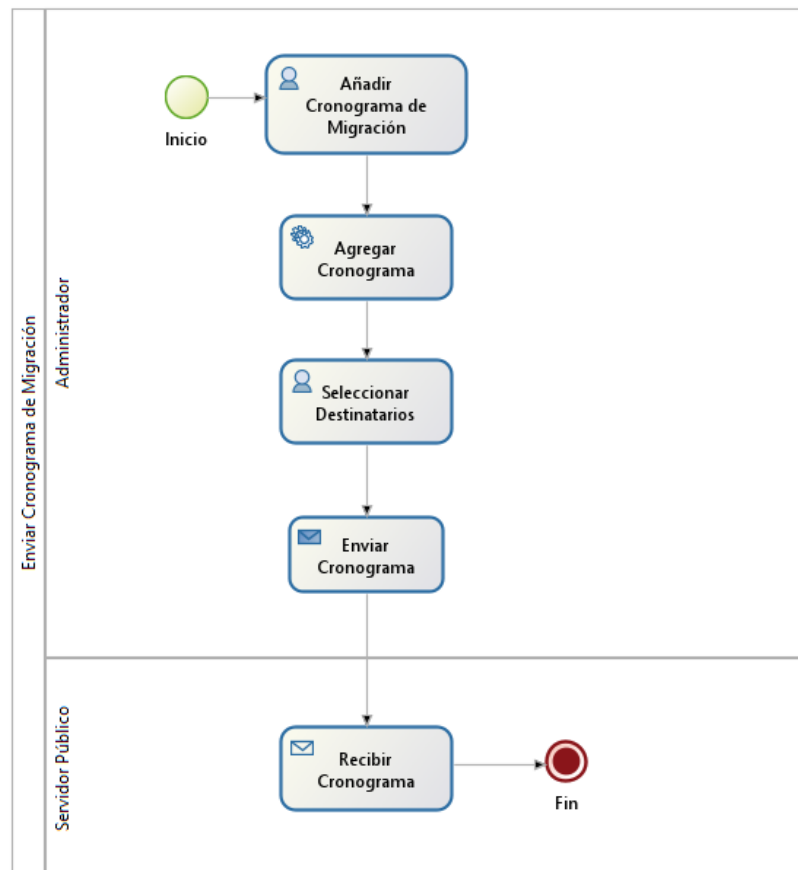 Enviar Cronograma de Migración
Administrador
Inicio
Añadir
Cronograma de
Migración
Agregar
Cronograma
Seleccionar
Destinatarios
Enviar
Cronograma
Servidor Público
Recibir
Cronograma
Fin